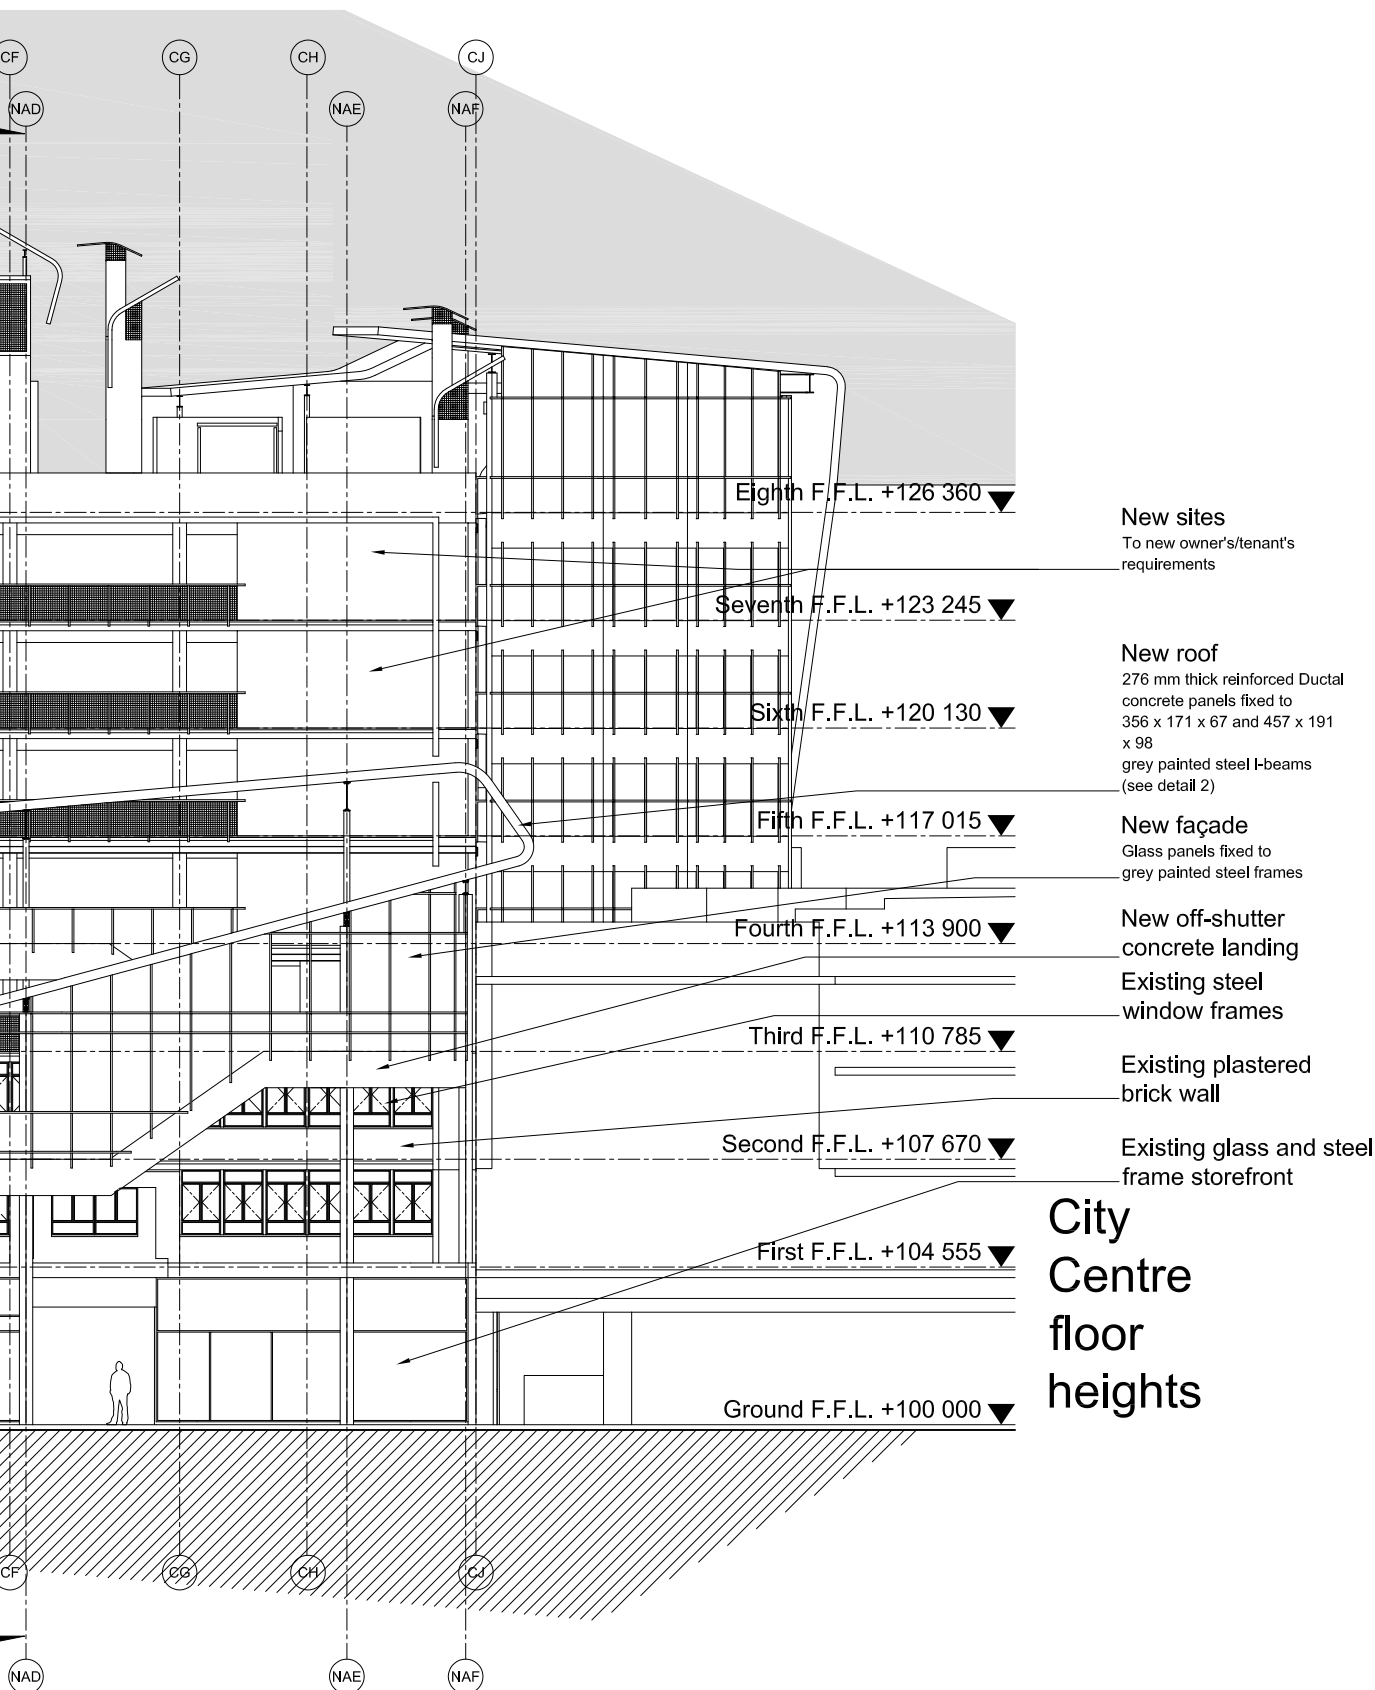 CF
CG
CH
CJ
NAD
NAE
NAF
Eighth F.F.L. +126 360
Seventh F.F.L. +123 245
Sixth F.F.L. +120 130
Fifth F.F.L. +117 015
Fourth F.F.L. +113 900
Third F.F.L. +110 785
Second F.F.L. +107 670
First F.F.L. +104 555
Ground F.F.L. +100 000
New sites
To new owner's/tenant's
requirements
New roof
276 mm thick reinforced Ductal
concrete panels fixed to
356 x 171 x 67 and 457 x 191
x 98
grey painted steel I-beams
(see detail 2)
New façade
Glass panels fixed to
grey painted steel frames
New off-shutter
concrete landing
Existing steel
window frames
Existing plastered
brick wall
Existing glass and steel
frame storefront
City
Centre
floor
heights
CF
CG
CH
CJ
NAD
NAE
NAF